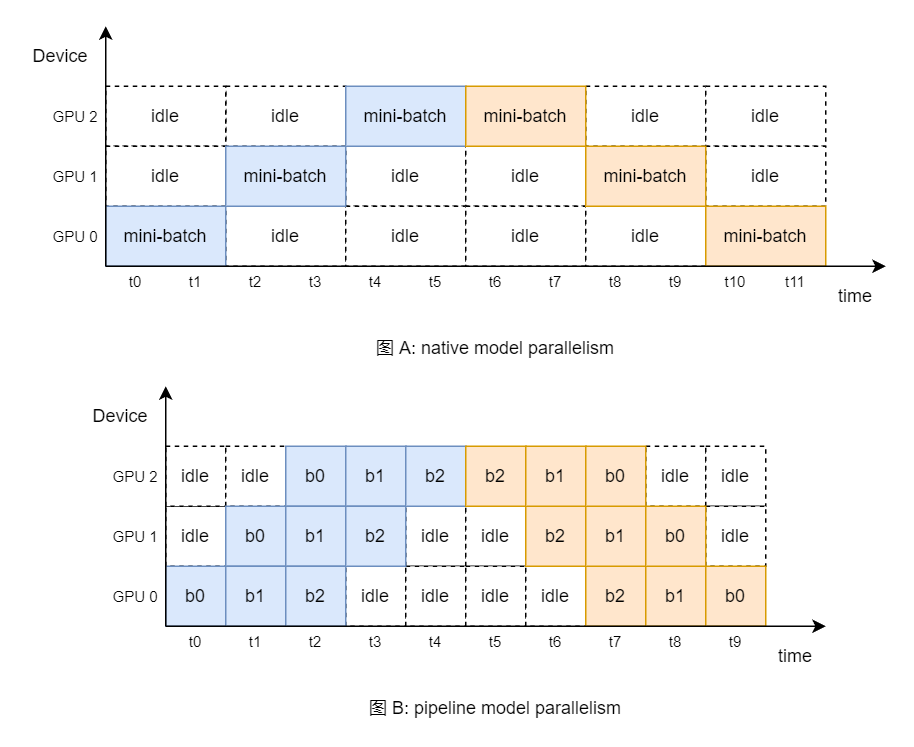 Device
GPU 2 idle idle mini-batch mini-batch idle idle
GPU 1 idle mini-batch idle idle mini-batch idle
GPU 0 mini-batch idle idle idle idle mini-batch
t0 t1 t2 t3 t4 t5 t6 t7 t8 t9 t10 t11
time
图 A: native model parallelism
Device
GPU 2 idle idle b0 b1 b2 b2 b1 b0 idle idle
GPU 1 idle b0 b1 b2 idle idle b2 b1 b0 idle
GPU 0 b0 b1 b2 idle idle idle idle b2 b1 b0
t0 t1 t2 t3 t4 t5 t6 t7 t8 t9
time
图 B: pipeline model parallelism